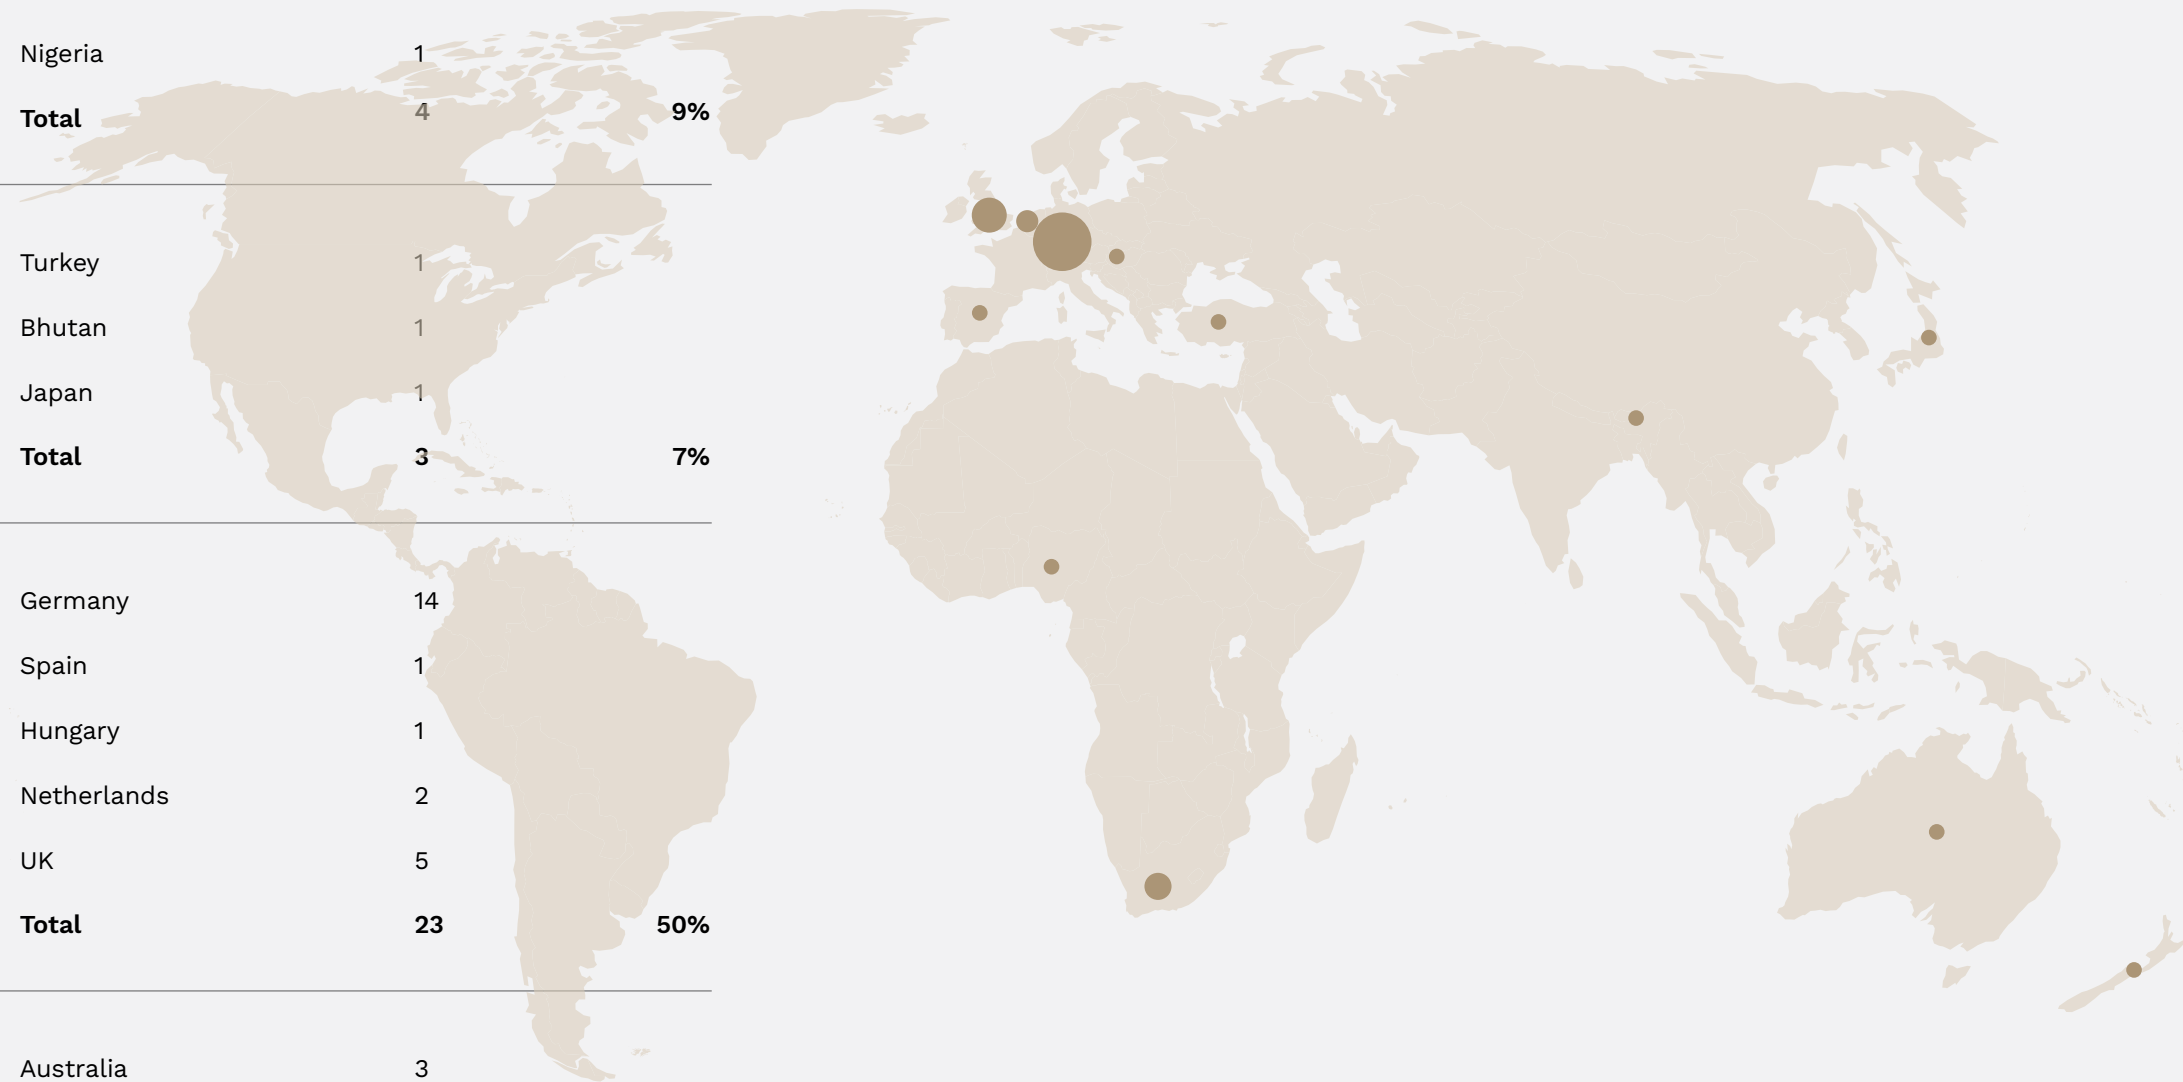 Nigeria 1
Total 4 9%
Turkey 1
Bhutan 1
Japan 1
Total 3 7%
Germany 14
Spain 1
Hungary 1
Netherlands 2
UK 5
Total 23 50%
Australia 3